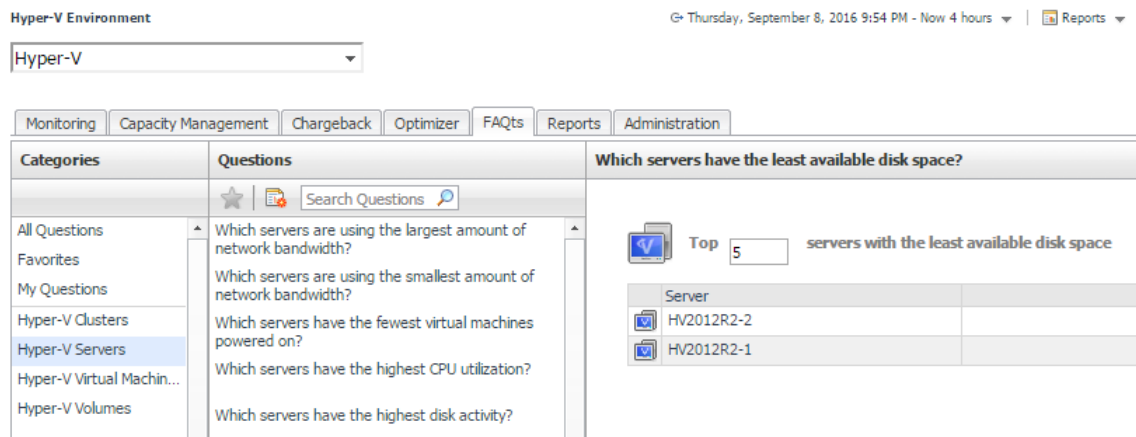 Hyper-V Environment
Thursday, September 8, 2016 9:54 PM - Now 4 hours
Reports
Hyper-V
Monitoring
Capacity Management
Chargeback
Optimizer
FAQts
Reports
Administration
Categories
All Questions
Favorites
My Questions
Hyper-V Clusters
Hyper-V Servers
Hyper-V Virtual Machin...
Hyper-V Volumes
Questions
Search Questions
Which servers are using the largest amount of
network bandwidth?
Which servers are using the smallest amount of
network bandwidth?
Which servers have the fewest virtual machines
powered on?
Which servers have the highest CPU utilization?
Which servers have the highest disk activity?
Which servers have the least available disk space?
Top 5 servers with the least available disk space
Server
HV2012R2-2
HV2012R2-1